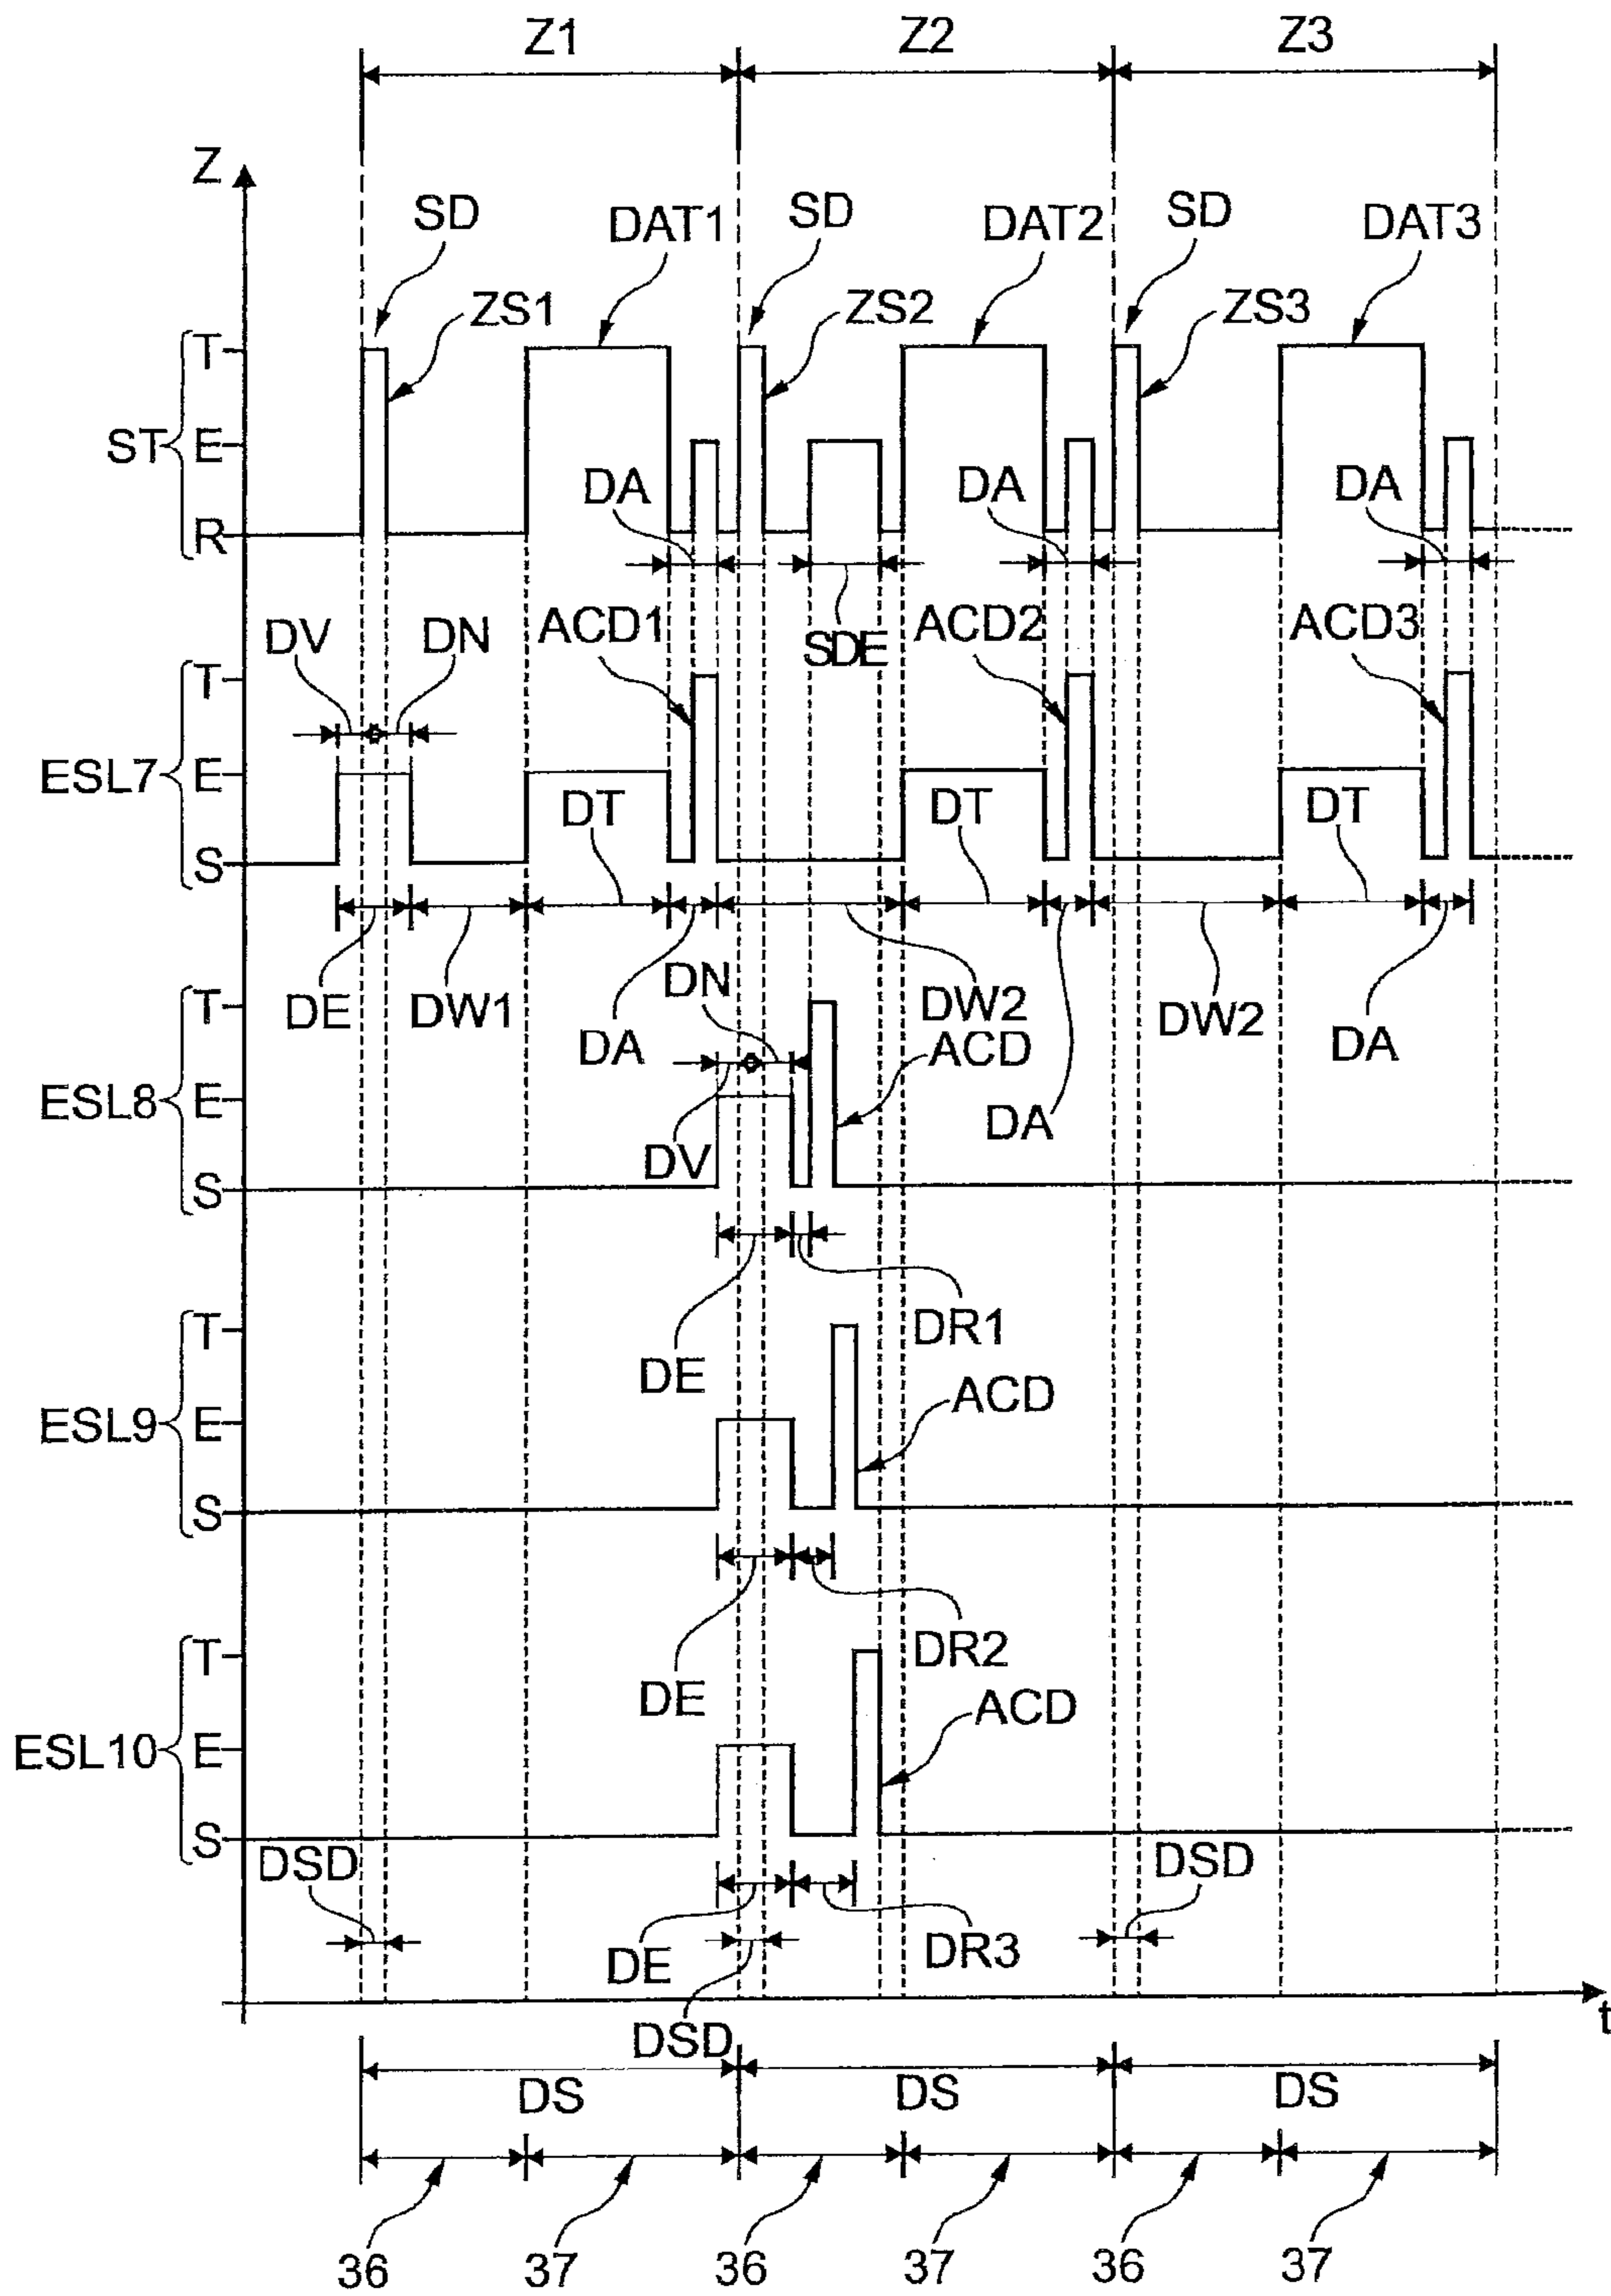 Z1 Z2 Z3
Z
SD DAT1 SD DAT2 SD DAT3
ZS1 ZS2 ZS3
T
ST E
R
DA DA DA
DV DN ACD1 SDE ACD2 ACD3
T
ESL7 E
S
DT DT DT
DE DW1 DA DN DW2 DW2 DA
T
ESL8 E
S
ACD
DV DA
DE DR1
T
ESL9 E
S
ACD
DE DR2
T
ESL10 E
S
ACD
DSD DSD
DE DR3
t
DSD
DS DS DS
36 37 36 37 36 37